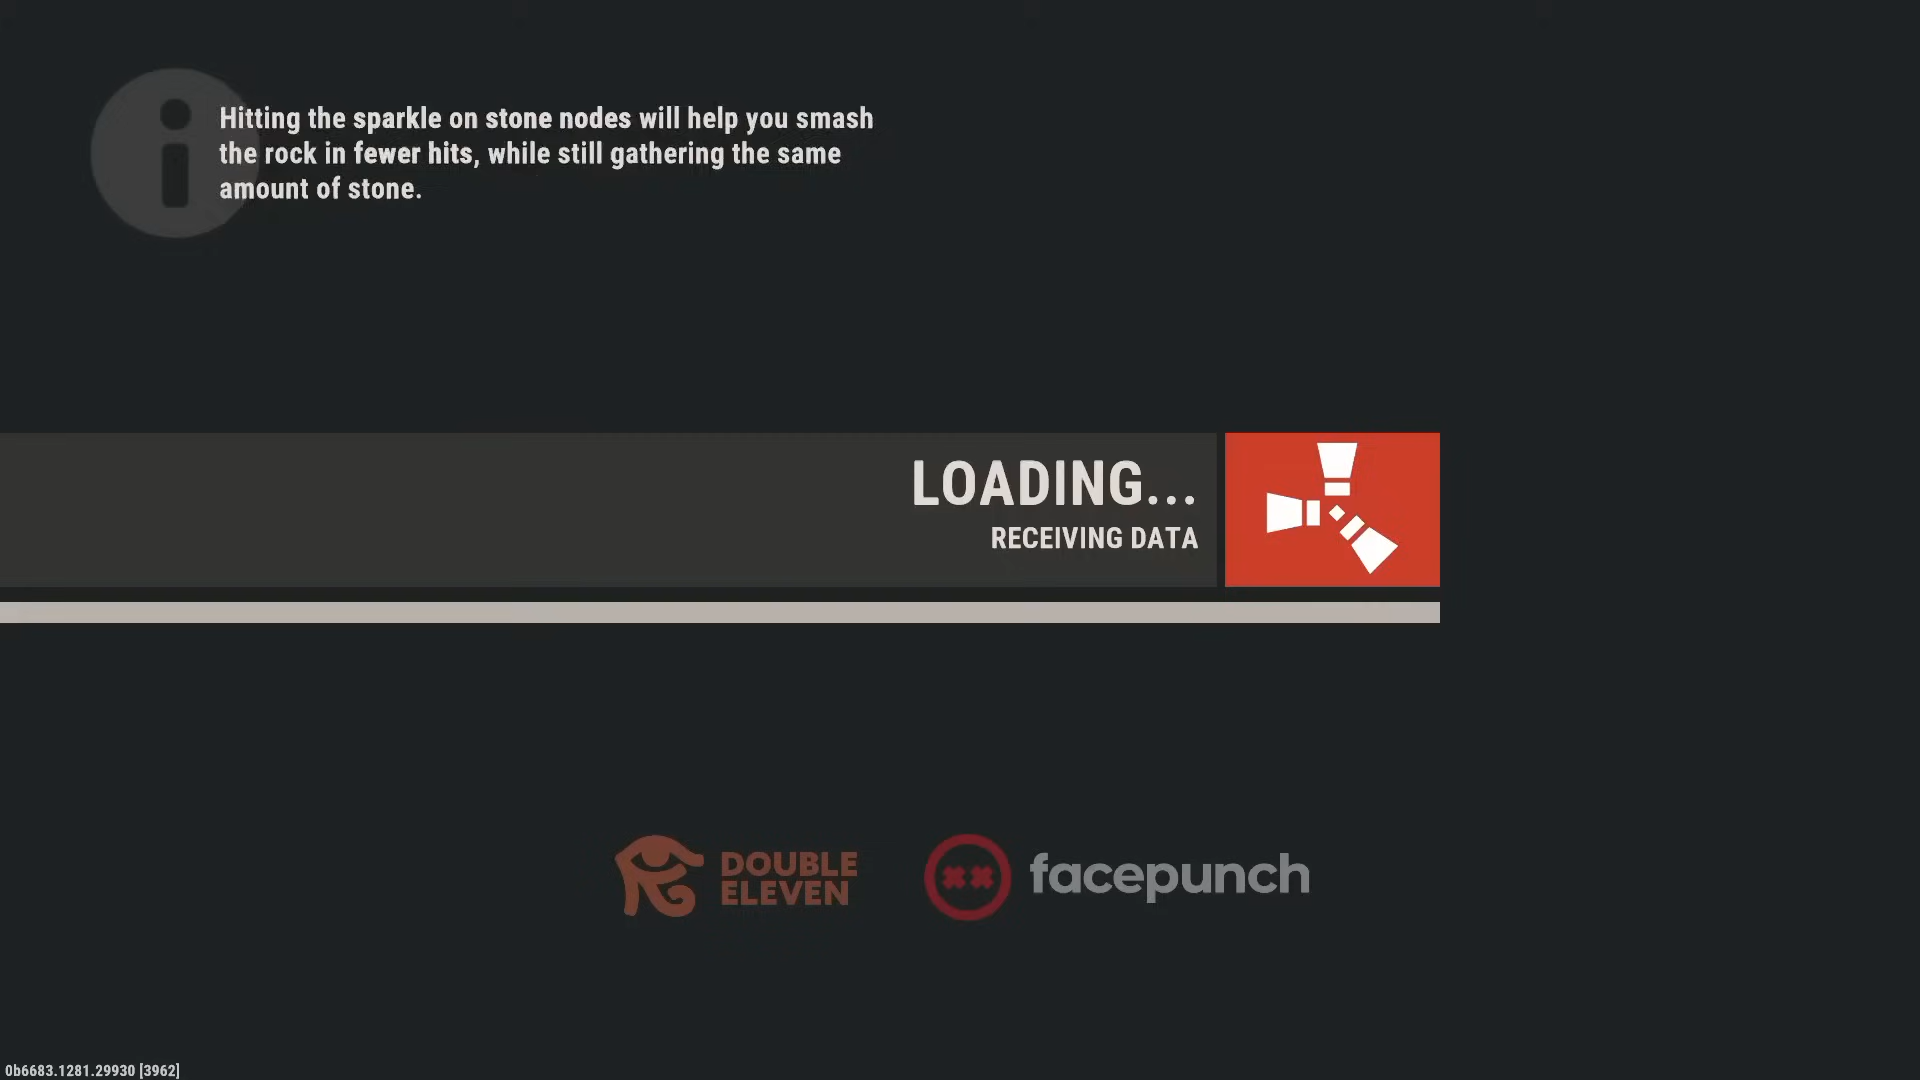 Hitting the sparkle on stone nodes will help you smash
the rock in fewer hits, while still gathering the same
amount of stone.
LOADING...
RECEIVING DATA
DOUBLE
ELEVEN
facepunch
0b6683.1281.29930 [3962]